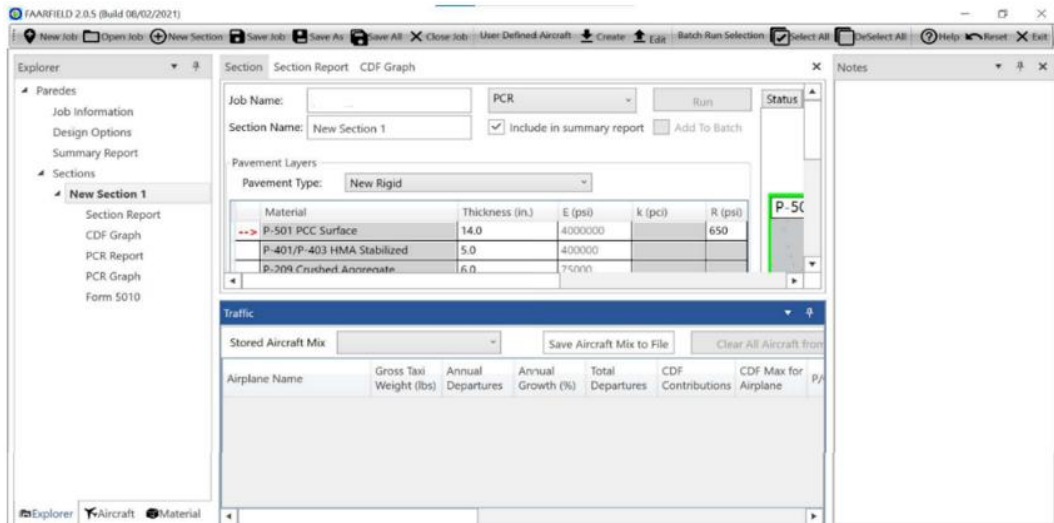 FAARFIELD 2.0.5 (Build 08/02/2021)
New Job Open Job New Section Save Job Save As Save All Close Job User Defined Aircraft Create Edit Batch Run Selection Select All DeSelect All Help Reset Exit
Explorer
Paredes
Job Information
Design Options
Summary Report
Sections
New Section 1
Section Report
CDF Graph
PCR Report
PCR Graph
Form 5010
Explorer Aircraft Material
Section Section Report CDF Graph
Job Name: PCR Run Status
Section Name: New Section 1 Include in summary report Add To Batch
Pavement Layers
Pavement Type: New Rigid
Material Thickness (in.) E (psi) k (pci) R (psi)
--> P-501 PCC Surface 14.0 4000000 650
P-401/P-403 HMA Stabilized 5.0 400000
P-209 Crushed Aggregate 6.0 75000
P-50
Traffic
Stored Aircraft Mix Save Aircraft Mix to File Clear All Aircraft from
Airplane Name Gross Taxi Weight (lbs) Annual Departures Annual Growth (%) Total Departures CDF Contributions CDF Max for Airplane P/
Notes